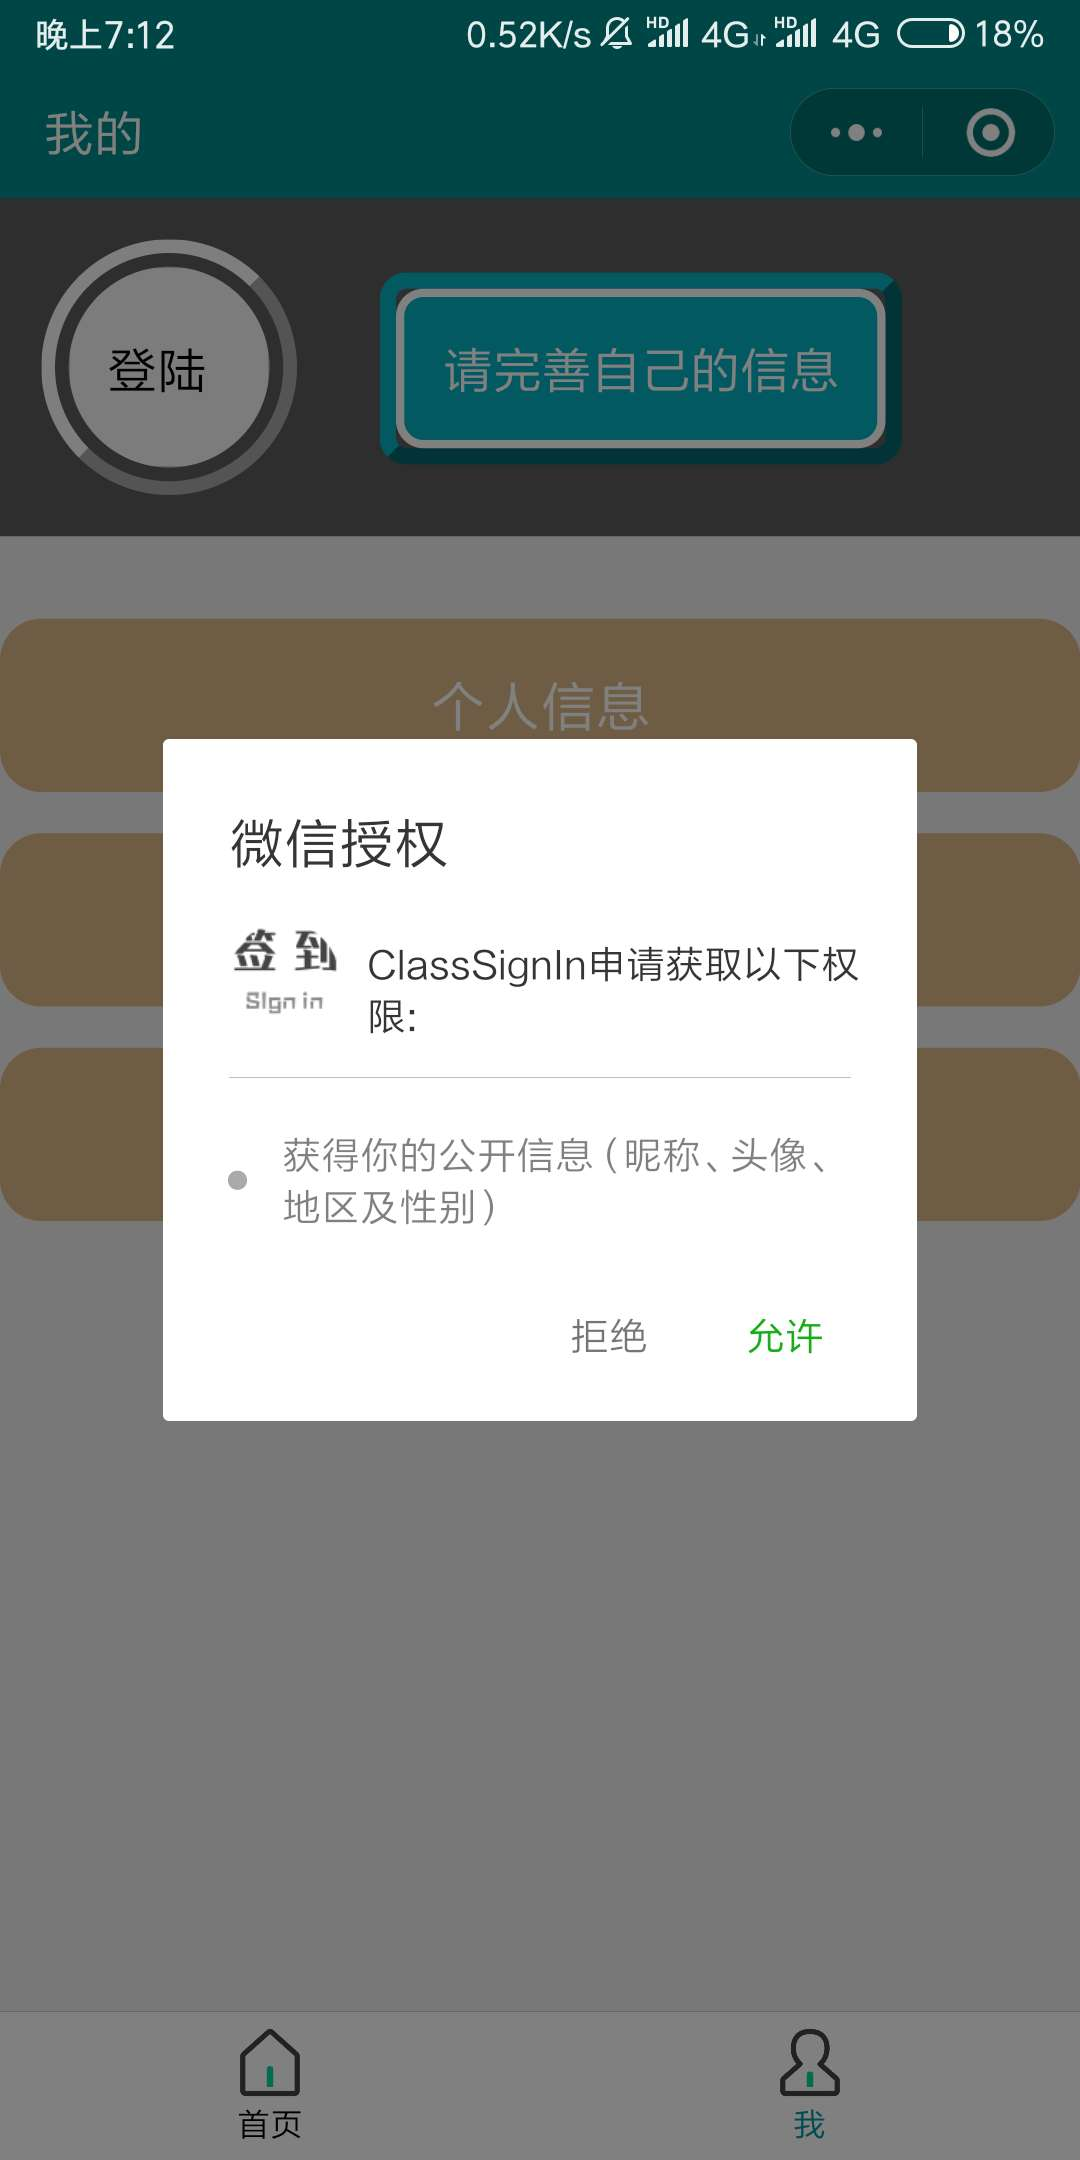 晚上7:12
0.52K/s HD 4G HD 4G 18%
我的
登陆
请完善自己的信息
个人信息
微信授权
签到
SIgn in
ClassSignIn申请获取以下权
限:
获得你的公开信息(昵称、头像、
地区及性别)
拒绝
允许
首页
我